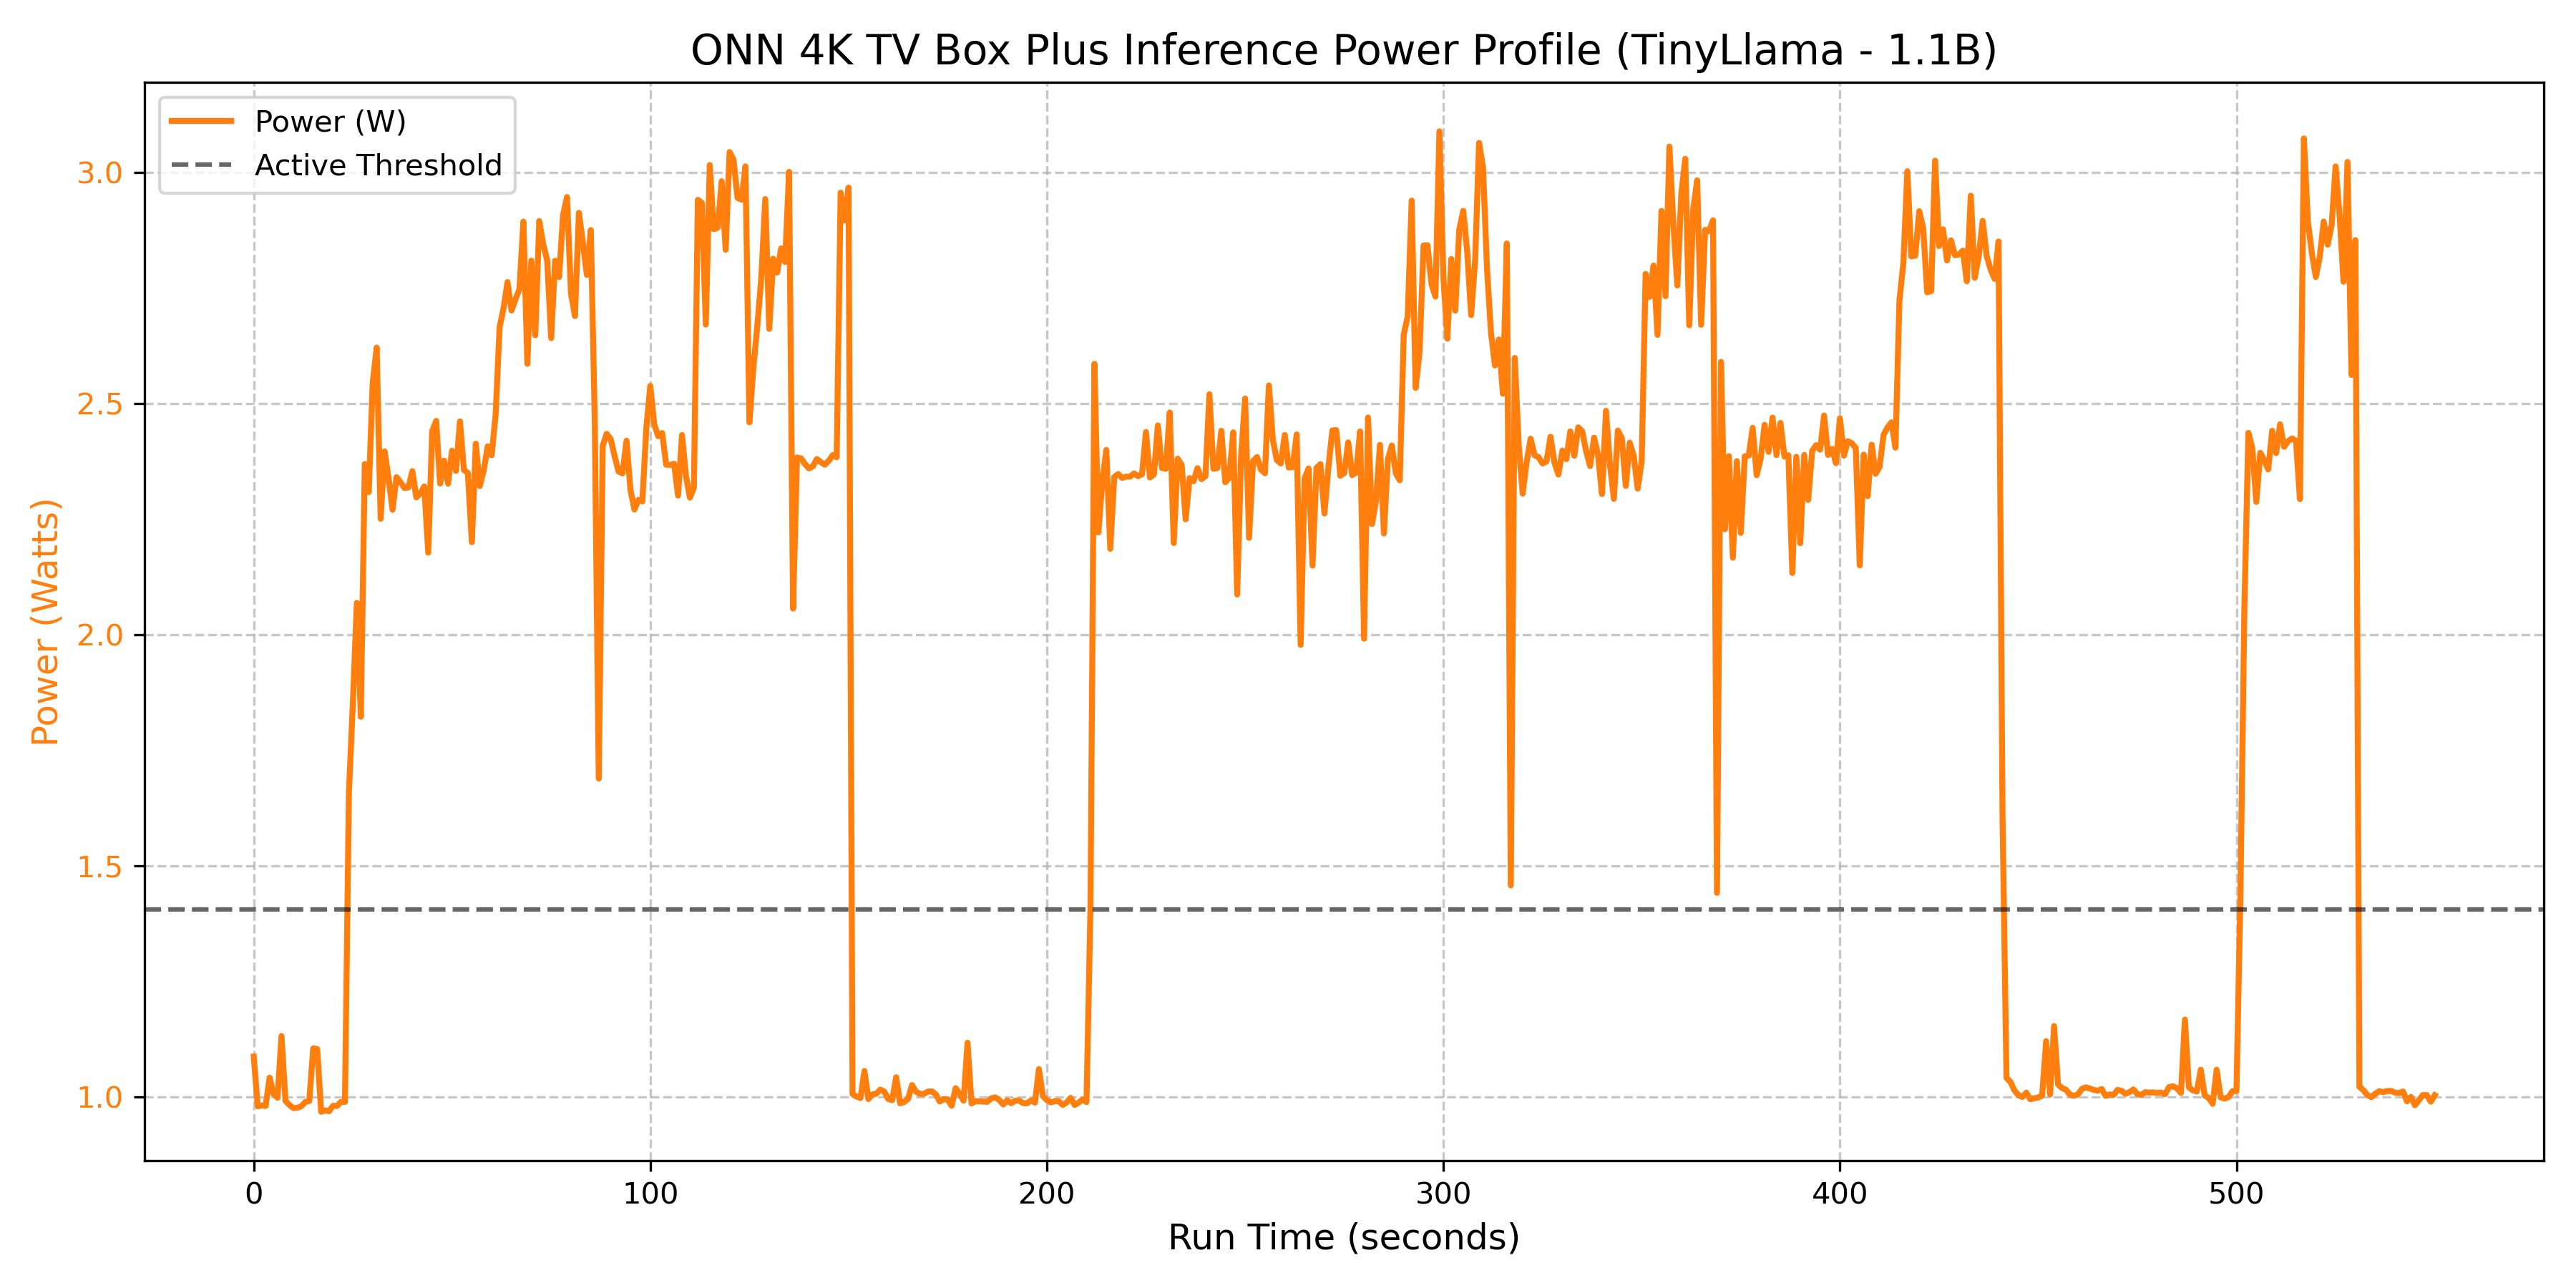 ONN 4K TV Box Plus Inference Power Profile (TinyLlama - 1.1B)
Power (W)
Active Threshold
Power (Watts)
3.0
2.5
2.0
1.5
1.0
0 100 200 300 400 500
Run Time (seconds)